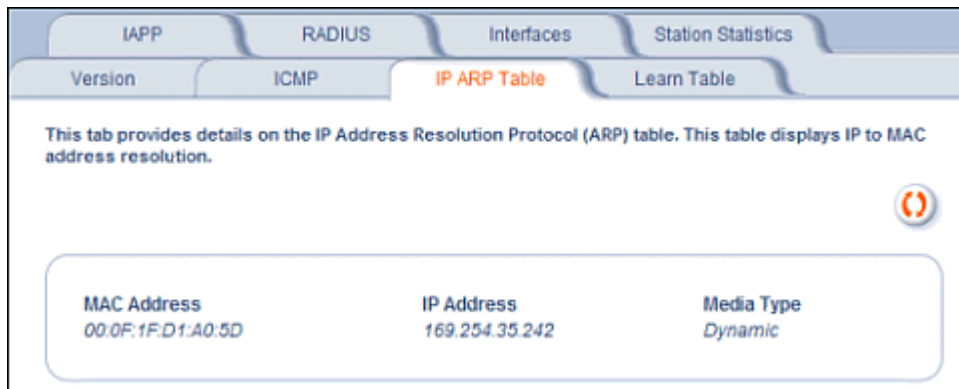 IAPP RADIUS Interfaces Station Statistics
Version ICMP IP ARP Table Learn Table
This tab provides details on the IP Address Resolution Protocol (ARP) table. This table displays IP to MAC
address resolution.
MAC Address IP Address Media Type
00:0F:1F:D1:A0:5D 169.254.35.242 Dynamic